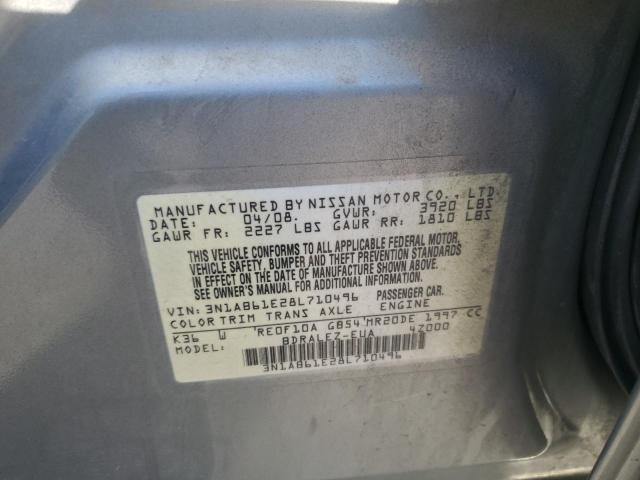 MANUFACTURED BY NISSAN MOTOR CO., LTD.
DATE: 04/08. GVWR: 3920 LBS
GAWR FR: 2227 LBS GAWR RR: 1810 LBS
THIS VEHICLE CONFORMS TO ALL APPLICABLE FEDERAL MOTOR
VEHICLE SAFETY, BUMPER AND THEFT PREVENTION STANDARDS
IN EFFECT ON THE DATE OF MANUFACTURE SHOWN ABOVE.
SEE OWNER'S MANUAL FOR ADDITIONAL INFORMATION.
VIN: 3N1AB61E28L710496 PASSENGER CAR.
COLOR TRIM TRANS AXLE ENGINE
K36 W RE0F10A GB54 MR20DE 1997 CC
MODEL: BDRALEZ-EUA 4Z000
3N1AB61E28L710496